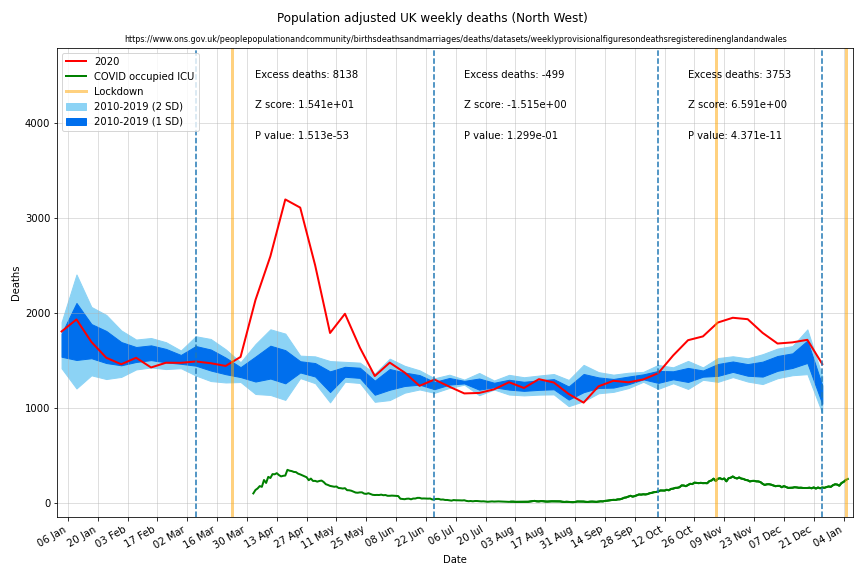 Population adjusted UK weekly deaths (North West)
https://www.ons.gov.uk/peoplepopulationandcommunity/birthsdeathsandmarriages/deaths/datasets/weeklyprovisionalfiguresondeathsregisteredinenglandandwales
2020
COVID occupied ICU
Lockdown
2010-2019 (2 SD)
2010-2019 (1 SD)
Excess deaths: 8138
Z score: 1.541e+01
P value: 1.513e-53
Excess deaths: -499
Z score: -1.515e+00
P value: 1.299e-01
Excess deaths: 3753
Z score: 6.591e+00
P value: 4.371e-11
Deaths
4000
3000
2000
1000
0
06 Jan
20 Jan
03 Feb
17 Feb
02 Mar
16 Mar
30 Mar
13 Apr
27 Apr
11 May
25 May
08 Jun
22 Jun
06 Jul
20 Jul
03 Aug
17 Aug
31 Aug
14 Sep
28 Sep
12 Oct
26 Oct
09 Nov
23 Nov
07 Dec
21 Dec
04 Jan
Date